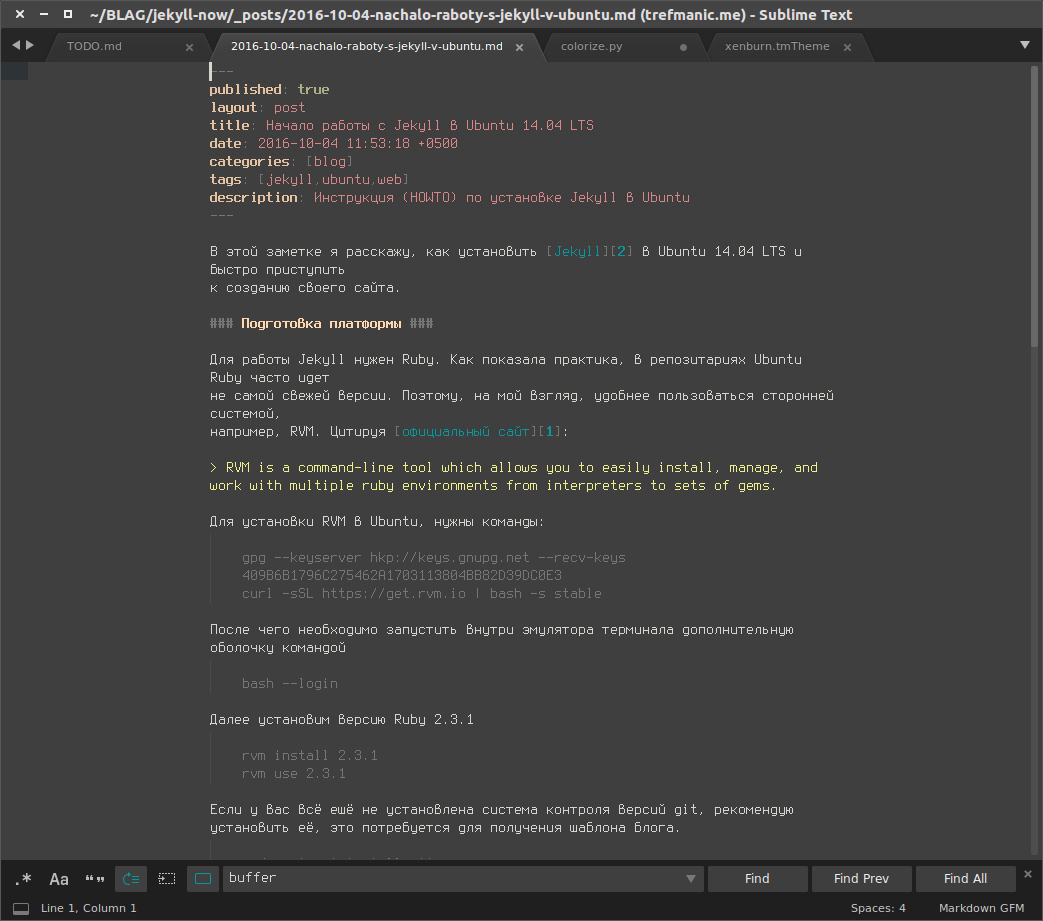 ~/BLAG/jekyll-now/_posts/2016-10-04-nachalo-raboty-s-jekyll-v-ubuntu.md (trefmanic.me) - Sublime Text
TODO.md
2016-10-04-nachalo-raboty-s-jekyll-v-ubuntu.md
colorize.py
xenburn.tmTheme
---
published: true
layout: post
title: Начало работы с Jekyll в Ubuntu 14.04 LTS
date: 2016-10-04 11:53:18 +0500
categories: [blog]
tags: [jekyll,ubuntu,web]
description: Инструкция (HOWTO) по установке Jekyll в Ubuntu
---
В этой заметке я расскажу, как установить [Jekyll][2] в Ubuntu 14.04 LTS и
быстро приступить
к созданию своего сайта.
### Подготовка платформы ###
Для работы Jekyll нужен Ruby. Как показала практика, в репозитариях Ubuntu
Ruby часто идет
не самой свежей версии. Поэтому, на мой взгляд, удобнее пользоваться сторонней
системой,
например, RVM. Цитируя [официальный сайт][1]:
> RVM is a command-line tool which allows you to easily install, manage, and
work with multiple ruby environments from interpreters to sets of gems.
Для установки RVM в Ubuntu, нужны команды:
gpg --keyserver hkp://keys.gnupg.net --recv-keys
409B6B1796C275462A1703113804BB82D39DC0E3
curl -sSL https://get.rvm.io | bash -s stable
После чего необходимо запустить внутри эмулятора терминала дополнительную
оболочку командой
bash --login
Далее установим версию Ruby 2.3.1
rvm install 2.3.1
rvm use 2.3.1
Если у вас всё ешё не установлена система контроля версий git, рекомендую
установить её, это потребуется для получения шаблона блога.
.* Aa “” buffer Find Find Prev Find All
Line 1, Column 1 Spaces: 4 Markdown GFM